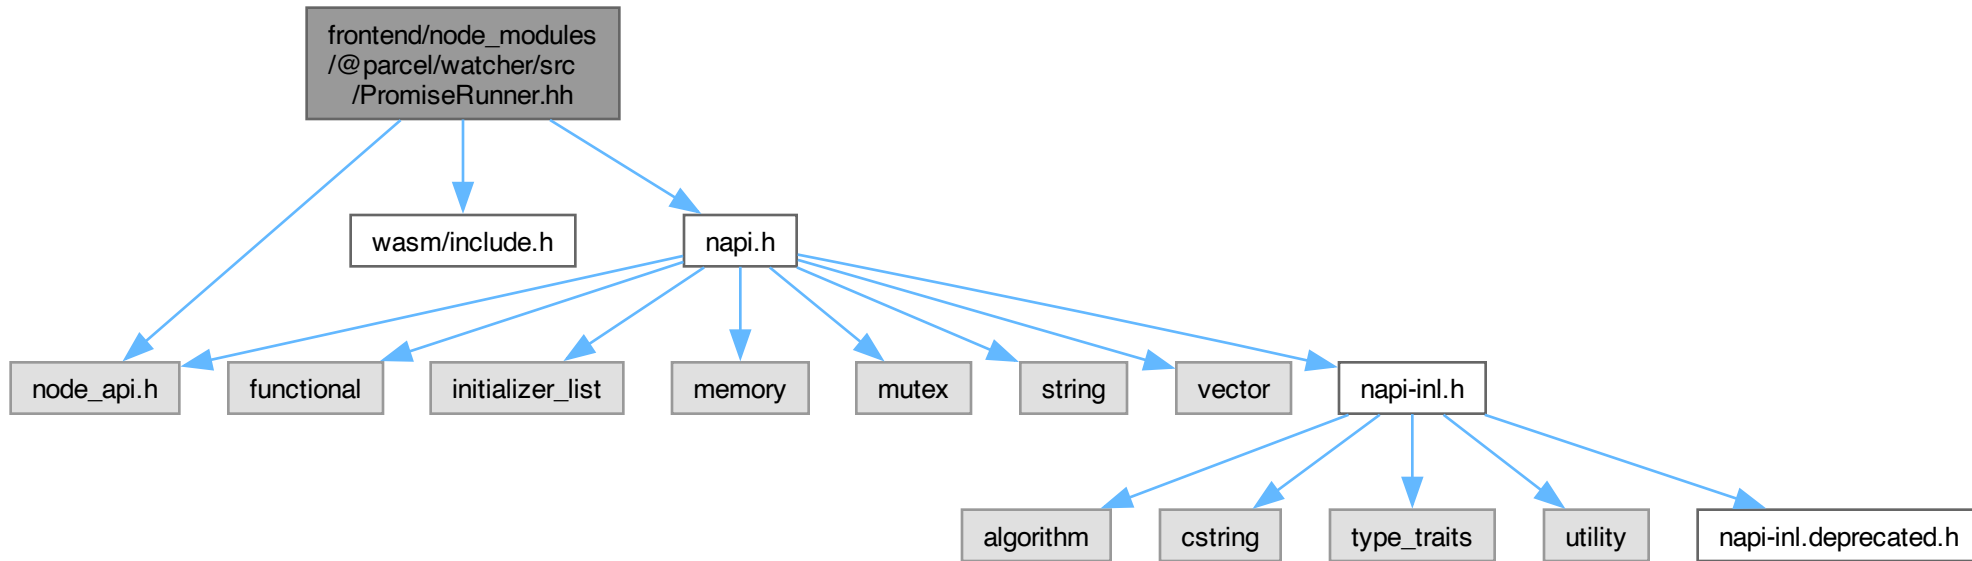 frontend/node_modules
/@parcel/watcher/src
/PromiseRunner.hh
wasm/include.h
napi.h
node_api.h
functional
initializer_list
memory
mutex
string
vector
napi-inl.h
algorithm
cstring
type_traits
utility
napi-inl.deprecated.h